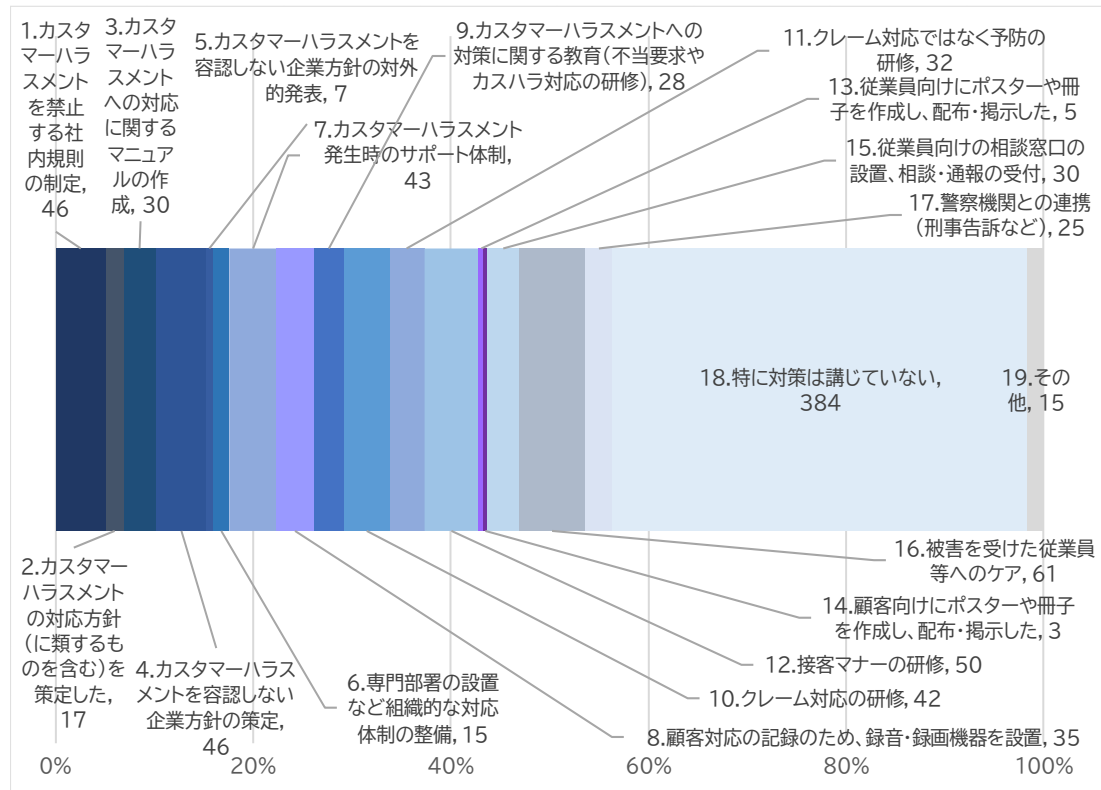 1.カスタ
マーハラ
スメント
を禁止
する社
内規則
の制定,
46
3.カスタ
マーハラ
スメント
への対応
に関する
マニュア
ルの作
成, 30
5.カスタマーハラスメントを
容認しない企業方針の対外
的発表, 7
7.カスタマーハラスメント
発生時のサポート体制,
43
9.カスタマーハラスメントへの
対策に関する教育(不当要求や
カスハラ対応の研修), 28
11.クレーム対応ではなく予防の
研修, 32
13.従業員向けにポスターや冊
子を作成し、配布・掲示した, 5
15.従業員向けの相談窓口の
設置、相談・通報の受付, 30
17.警察機関との連携
(刑事告訴など), 25
18.特に対策は講じていない,
384
19.その
他, 15
2.カスタマー
ハラスメント
の対応方針
(に類するも
のを含む)を
策定した,
17
4.カスタマーハラス
メントを容認しない
企業方針の策定,
46
6.専門部署の設置
など組織的な対応
体制の整備, 15
16.被害を受けた従業員
等へのケア, 61
14.顧客向けにポスターや冊子
を作成し、配布・掲示した, 3
12.接客マナーの研修, 50
10.クレーム対応の研修, 42
8.顧客対応の記録のため、録音・録画機器を設置, 35
0% 20% 40% 60% 80% 100%